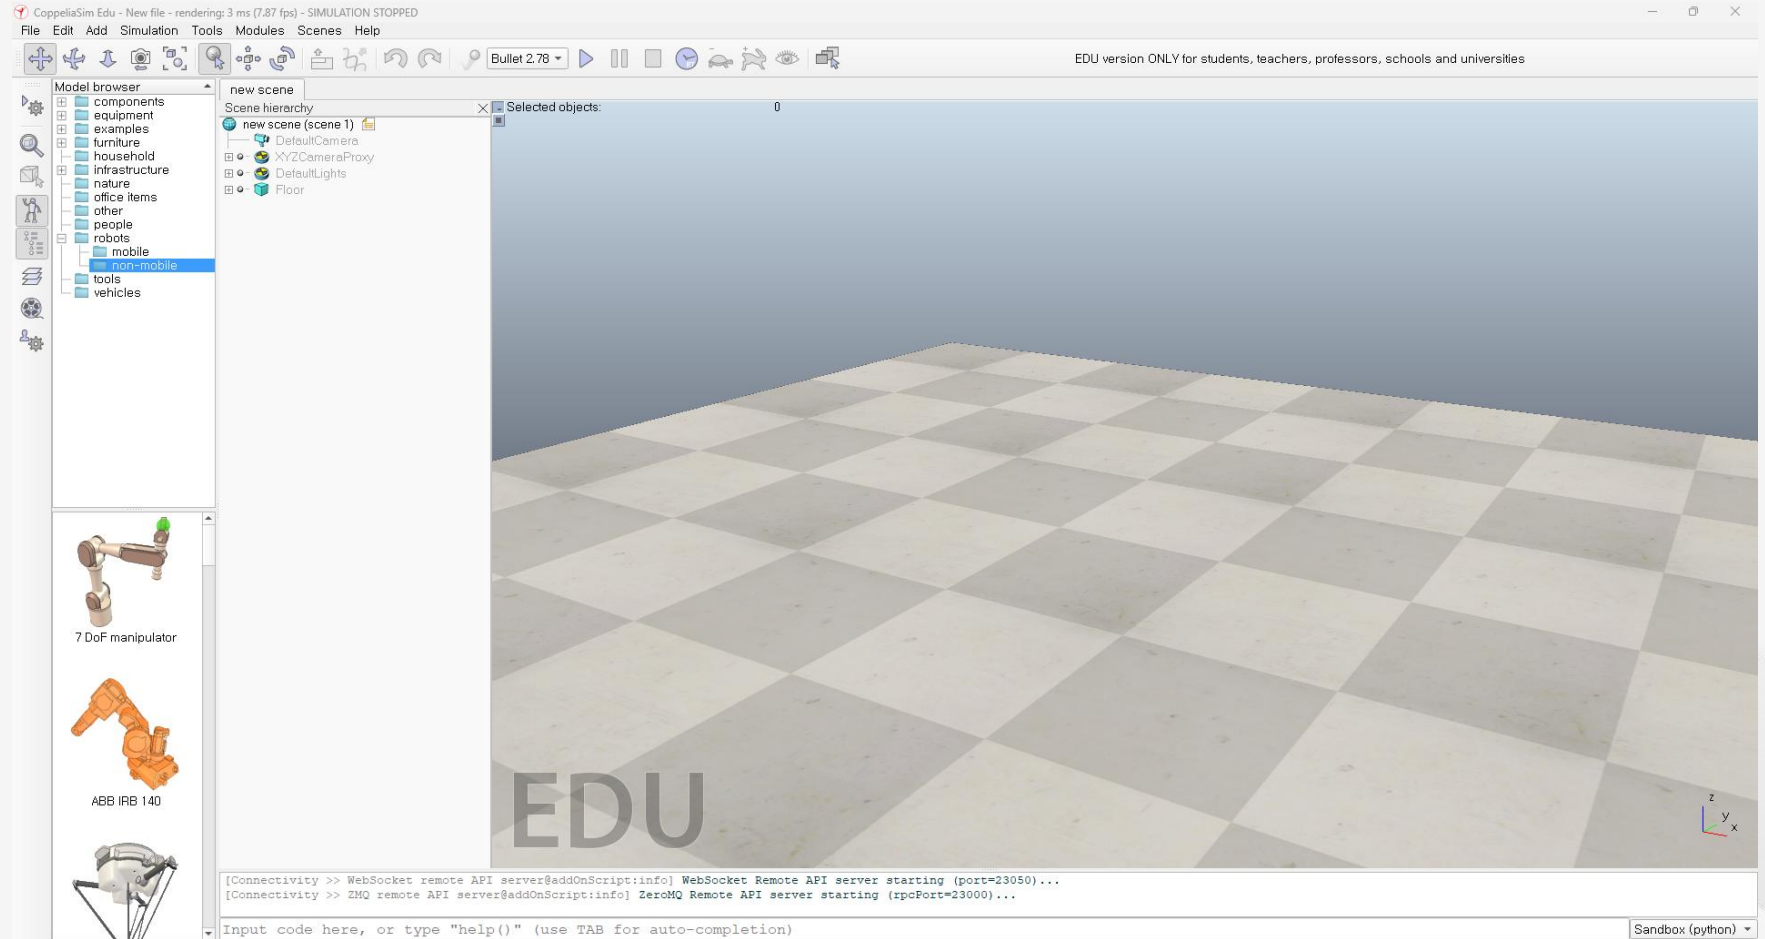 CoppeliaSim Edu - New file - rendering: 3 ms (7.87 fps) - SIMULATION STOPPED
File Edit Add Simulation Tools Modules Scenes Help
Bullet 2.78
EDU version ONLY for students, teachers, professors, schools and universities
Model browser
components
equipment
examples
furniture
household
infrastructure
nature
office items
other
people
robots
mobile
non-mobile
tools
vehicles
7 DoF manipulator
ABB IRB 140
new scene
Scene hierarchy
new scene (scene 1)
DefaultCamera
XYZCameraProxy
DefaultLights
Floor
Selected objects: 0
EDU
z
y
x
[Connectivity >> WebSocket remote API server@addOnScript:info] WebSocket Remote API server starting (port=23050)...
[Connectivity >> ZMQ remote API server@addOnScript:info] ZeroMQ Remote API server starting (rpcPort=23000)...
Input code here, or type "help()" (use TAB for auto-completion)
Sandbox (python)